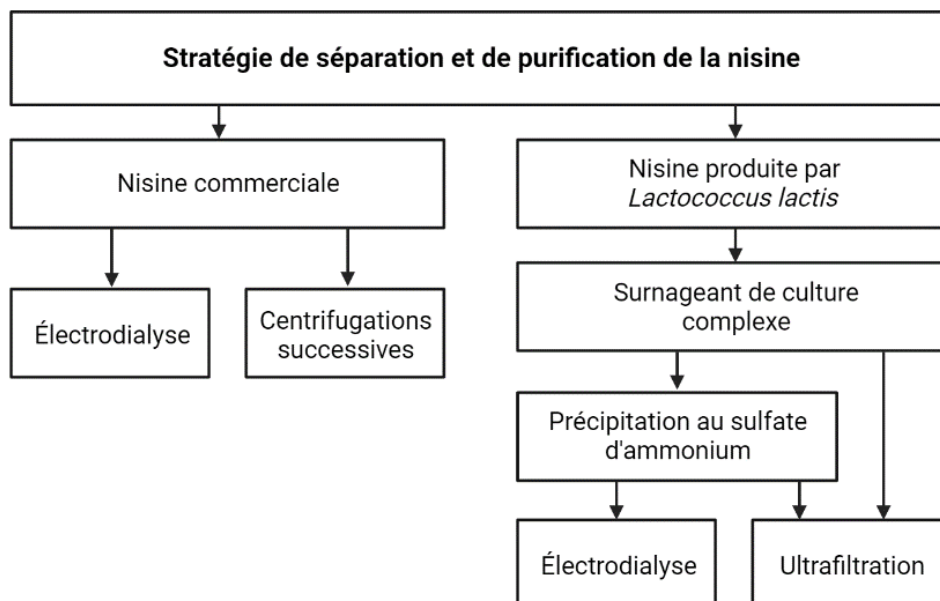 Stratégie de séparation et de purification de la nisine
Nisine commerciale
Nisine produite par
Lactococcus lactis
Électrodialyse
Centrifugations
successives
Surnageant de culture
complexe
Précipitation au sulfate
d'ammonium
Électrodialyse
Ultrafiltration